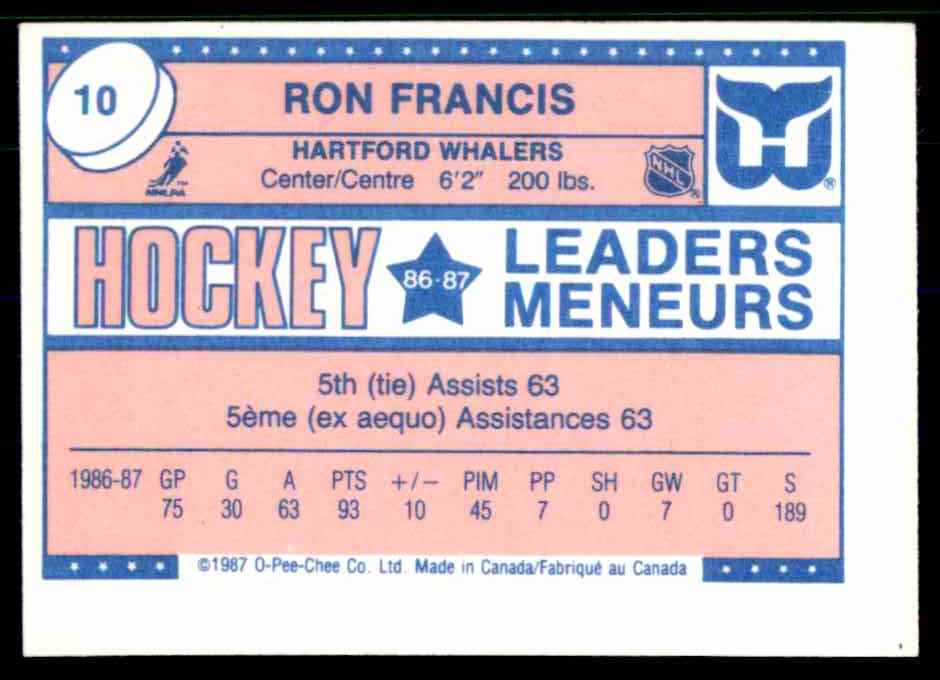 10
RON FRANCIS
HARTFORD WHALERS
Center/Centre 6'2" 200 lbs.
NHLPA™
NHL®
®
HOCKEY 86·87 LEADERS
MENEURS
5th (tie) Assists 63
5ème (ex aequo) Assistances 63
1986-87 GP G A PTS +/− PIM PP SH GW GT S
75 30 63 93 10 45 7 0 7 0 189
©1987 O-Pee-Chee Co. Ltd. Made in Canada/Fabriqué au Canada